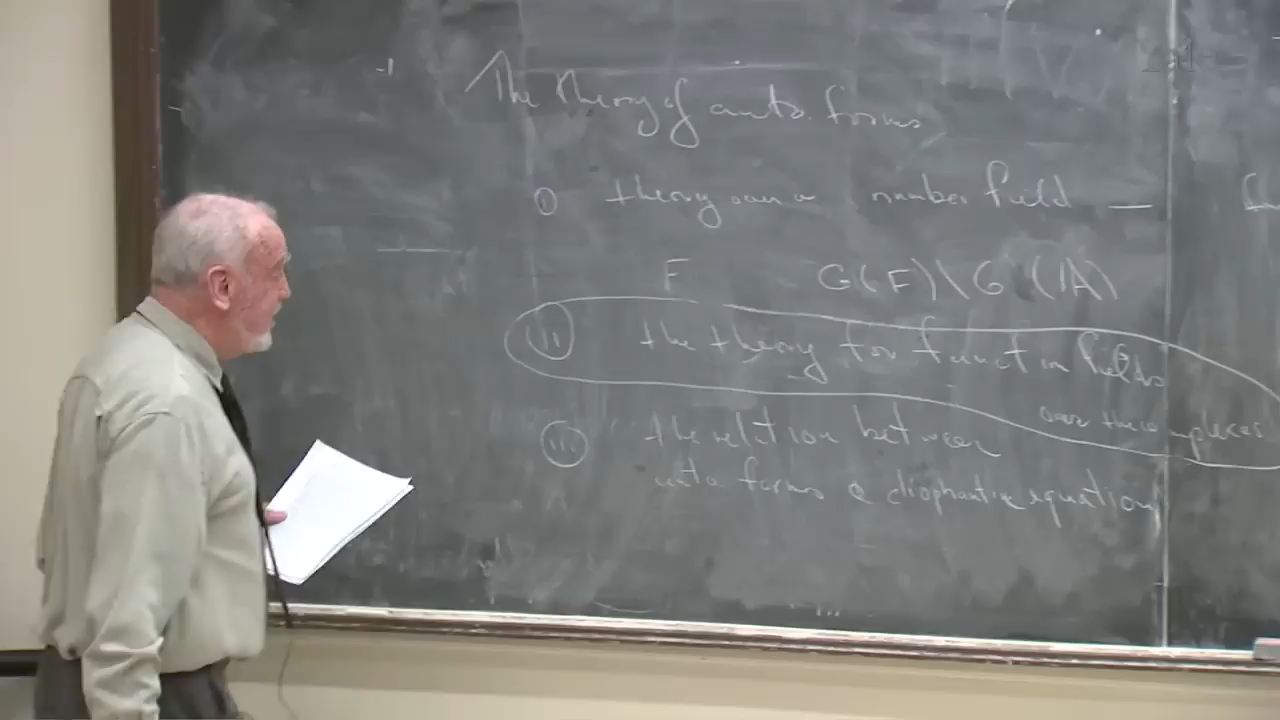 The theory of auto. forms
i theory over a number field —
F G(F)\G(A)
ii the theory for function fields
over the complexes
iii the relation between
auto forms & diophantine equations